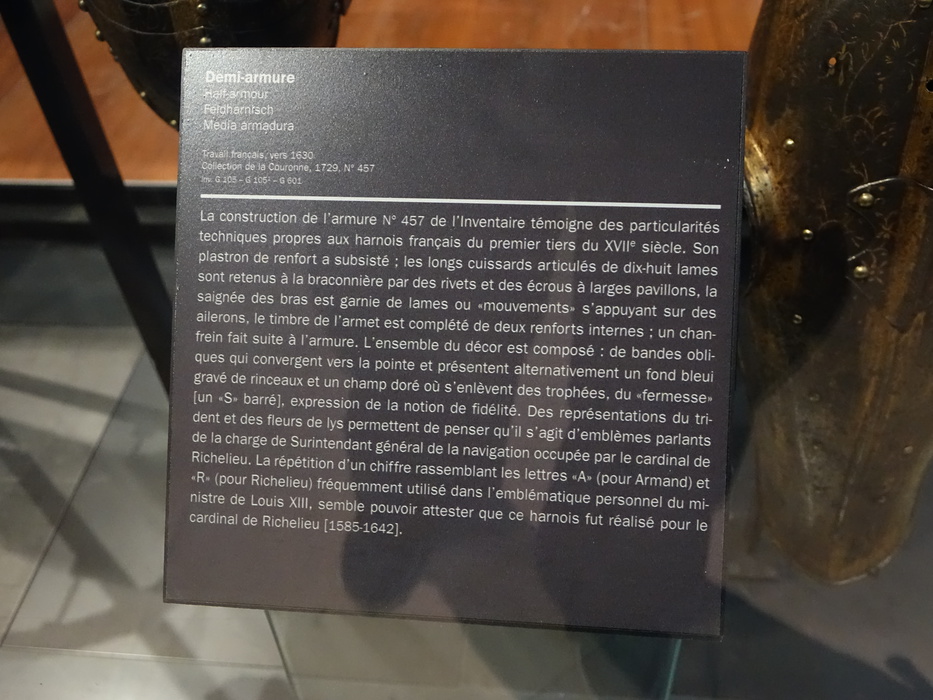 Demi-armure
Half-armour
Feldharnisch
Media armadura
Travail français, vers 1630
Collection de la Couronne, 1729, N° 457
Inv. G 105 – G 105² – G 601
La construction de l'armure N° 457 de l'Inventaire témoigne des particularités
techniques propres aux harnois français du premier tiers du XVIIe siècle. Son
plastron de renfort a subsisté ; les longs cuissards articulés de dix-huit lames
sont retenus à la braconnière par des rivets et des écrous à larges pavillons, la
saignée des bras est garnie de lames ou «mouvements» s'appuyant sur des
ailerons, le timbre de l'armet est complété de deux renforts internes ; un chan-
frein fait suite à l'armure. L'ensemble du décor est composé : de bandes obli-
ques qui convergent vers la pointe et présentent alternativement un fond bleui
gravé de rinceaux et un champ doré où s'enlèvent des trophées, du «fermesse»
[un «S» barré], expression de la notion de fidélité. Des représentations du tri-
dent et des fleurs de lys permettent de penser qu'il s'agit d'emblèmes parlants
de la charge de Surintendant général de la navigation occupée par le cardinal de
Richelieu. La répétition d'un chiffre rassemblant les lettres «A» (pour Armand) et
«R» (pour Richelieu) fréquemment utilisé dans l'emblématique personnel du mi-
nistre de Louis XIII, semble pouvoir attester que ce harnois fut réalisé pour le
cardinal de Richelieu [1585-1642].